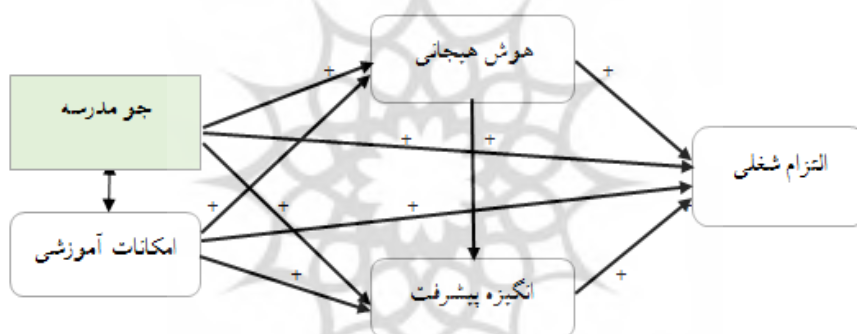 هوش هیجانی
+
+
جو مدرسه
+
+
التزام شغلی
+
+
+
امکانات آموزشی
+
انگیزه پیشرفت
+